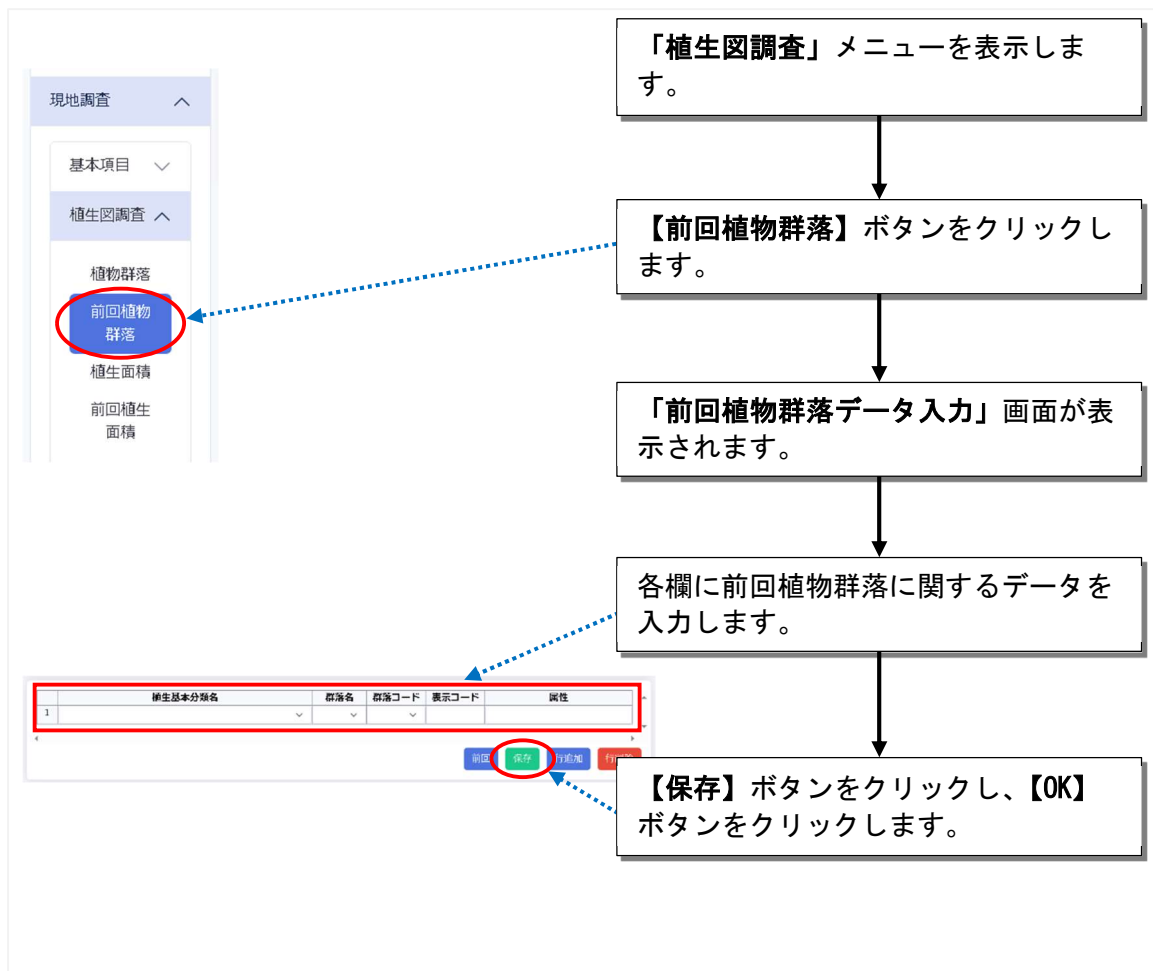 「植生図調査」メニューを表示しま
す。
現地調査
基本項目
植生図調査
植物群落
前回植物
群落
植生面積
前回植生
面積
【前回植物群落】ボタンをクリックし
ます。
「前回植物群落データ入力」画面が表
示されます。
各欄に前回植物群落に関するデータを
入力します。
植生基本分類名 群落名 群落コード 表示コード 属性
1
前回 保存 行追加
【保存】ボタンをクリックし、【OK】
ボタンをクリックします。